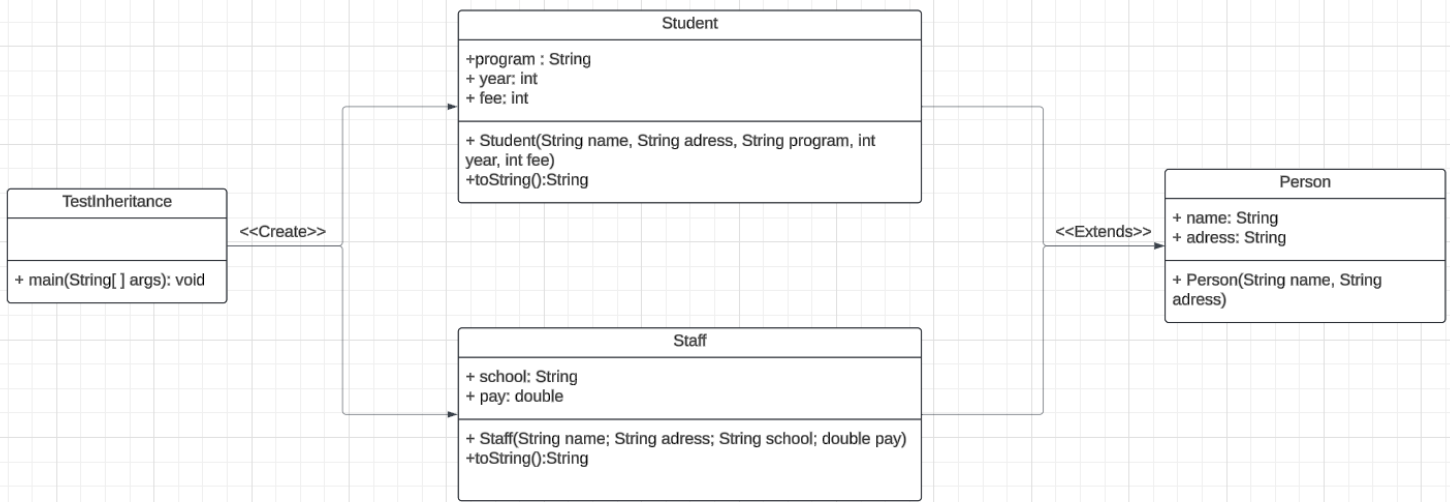 Student
+program : String
+ year: int
+ fee: int
+ Student(String name, String adress, String program, int
year, int fee)
+toString():String
TestInheritance
+ main(String[ ] args): void
<<Create>>
<<Extends>>
Person
+ name: String
+ adress: String
+ Person(String name, String
adress)
Staff
+ school: String
+ pay: double
+ Staff(String name; String adress; String school; double pay)
+toString():String